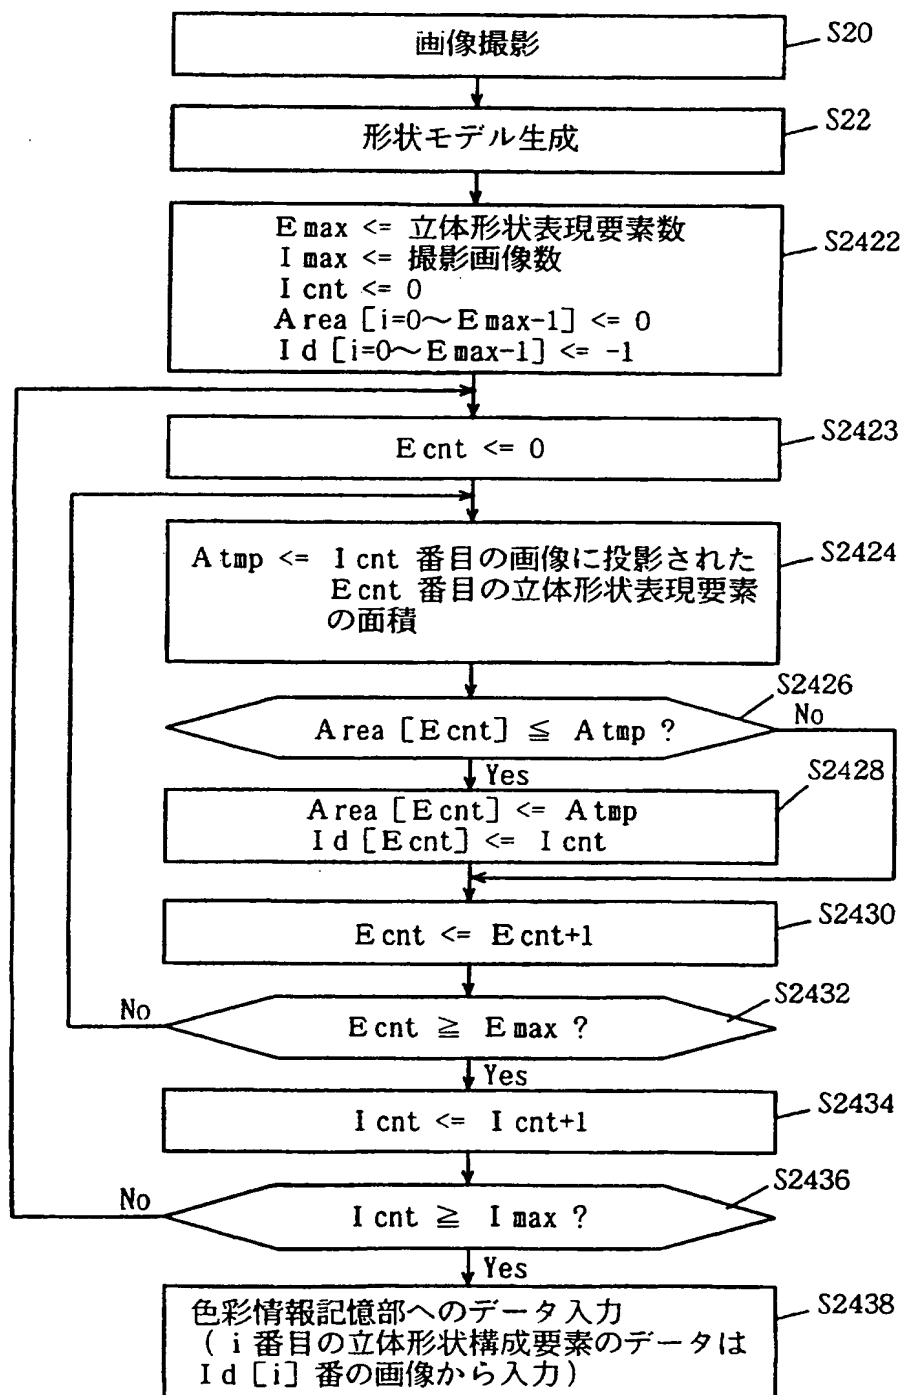 画像撮影
S20
形状モデル生成
S22
Emax <= 立体形状表現要素数
Imax <= 撮影画像数
Icnt <= 0
Area [i=0～Emax-1] <= 0
Id [i=0～Emax-1] <= -1
S2422
Ecnt <= 0
S2423
Atmp <= Icnt 番目の画像に投影された
Ecnt 番目の立体形状表現要素
の面積
S2424
S2426
Area [Ecnt] ≦ Atmp ?
No
Yes
S2428
Area [Ecnt] <= Atmp
Id [Ecnt] <= Icnt
Ecnt <= Ecnt+1
S2430
S2432
No
Ecnt ≧ Emax ?
Yes
Icnt <= Icnt+1
S2434
S2436
No
Icnt ≧ Imax ?
Yes
色彩情報記憶部へのデータ入力
(i番目の立体形状構成要素のデータは
Id [i] 番の画像から入力)
S2438